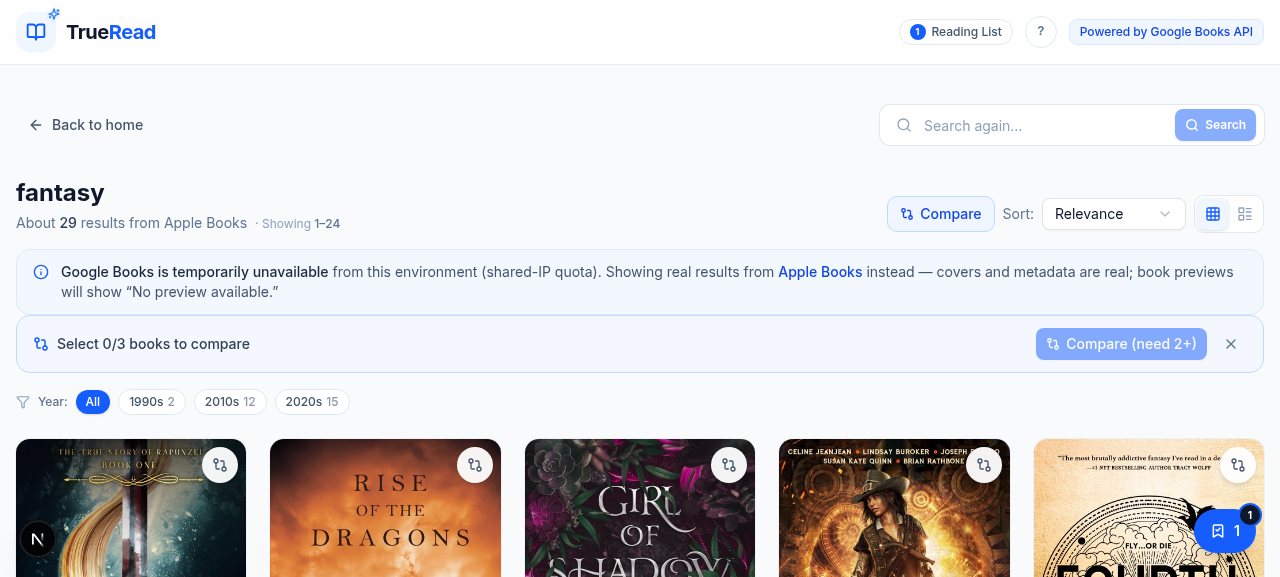 TrueRead
1 Reading List
?
Powered by Google Books API
Back to home
Search again...
Search
fantasy
About 29 results from Apple Books · Showing 1–24
Compare
Sort:
Relevance
Google Books is temporarily unavailable from this environment (shared-IP quota). Showing real results from Apple Books instead — covers and metadata are real; book previews
will show “No preview available.”
Select 0/3 books to compare
Compare (need 2+)
Year:
All
1990s 2
2010s 12
2020s 15
THE TRUE STORY OF RAPUNZEL
BOOK ONE
RISE
OF THE
DRAGONS
GIRL
OF
SHADOW
CELINE JEANJEAN • LINDSAY BUROKER • JOSEPH
SUSAN KAYE QUINN • BRIAN RATHBONE
"The most brutally addictive fantasy I've read in a
—#1 NYT BESTSELLING AUTHOR TRACY WOLFF
FLY...OR DIE
FOURTH
N
1
1